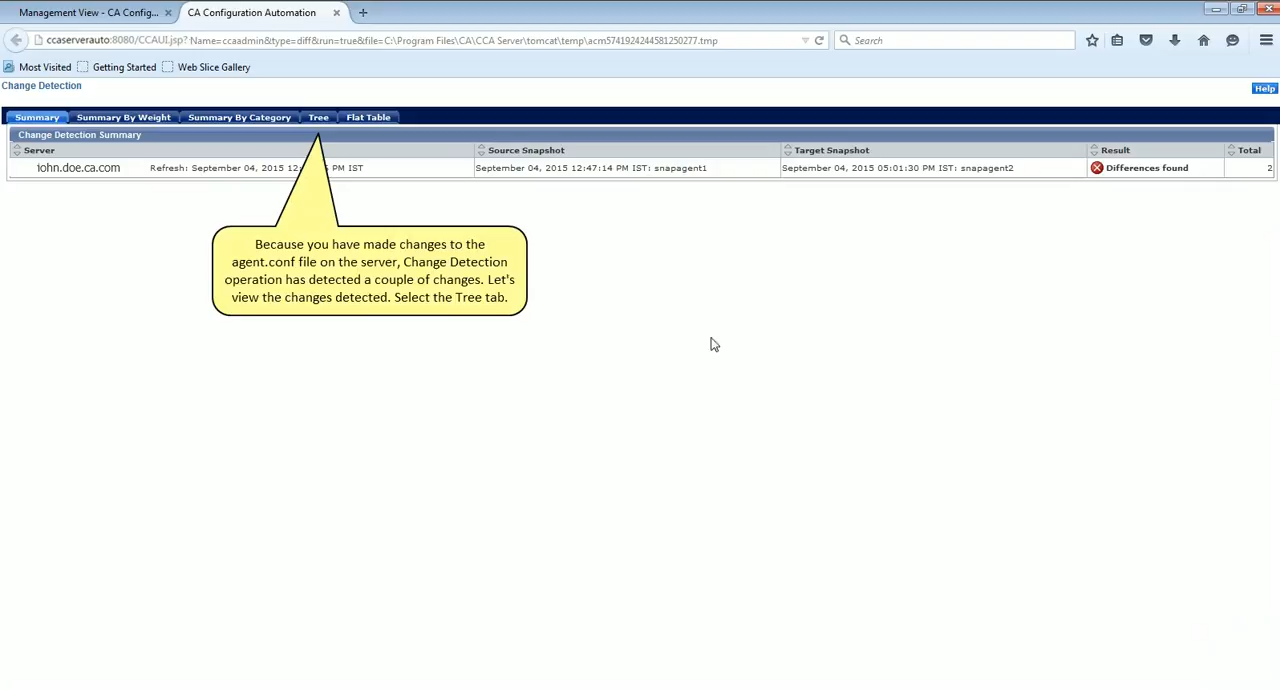 Management View - CA Config...
CA Configuration Automation
ccaserverauto:8080/CCAUI.jsp?Name=ccaadmin&type=diff&run=true&file=C:\Program Files\CA\CCA Server\tomcat\temp\acm5741924244581250277.tmp
Search
Most Visited Getting Started Web Slice Gallery
Change Detection
Help
Summary Summary By Weight Summary By Category Tree Flat Table
Change Detection Summary
Server Source Snapshot Target Snapshot Result Total
john.doe.ca.com Refresh: September 04, 2015 PM IST September 04, 2015 12:47:14 PM IST: snapagent1 September 04, 2015 05:01:30 PM IST: snapagent2 Differences found 2
Because you have made changes to the
agent.conf file on the server, Change Detection
operation has detected a couple of changes. Let's
view the changes detected. Select the Tree tab.